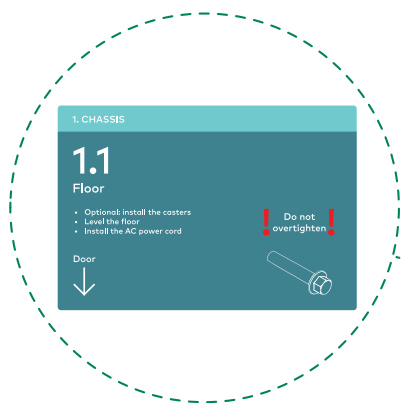 1. CHASSIS
1.1
Floor
• Optional: install the casters
• Level the floor
• Install the AC power cord
❗ Do not ❗
overtighten
Door